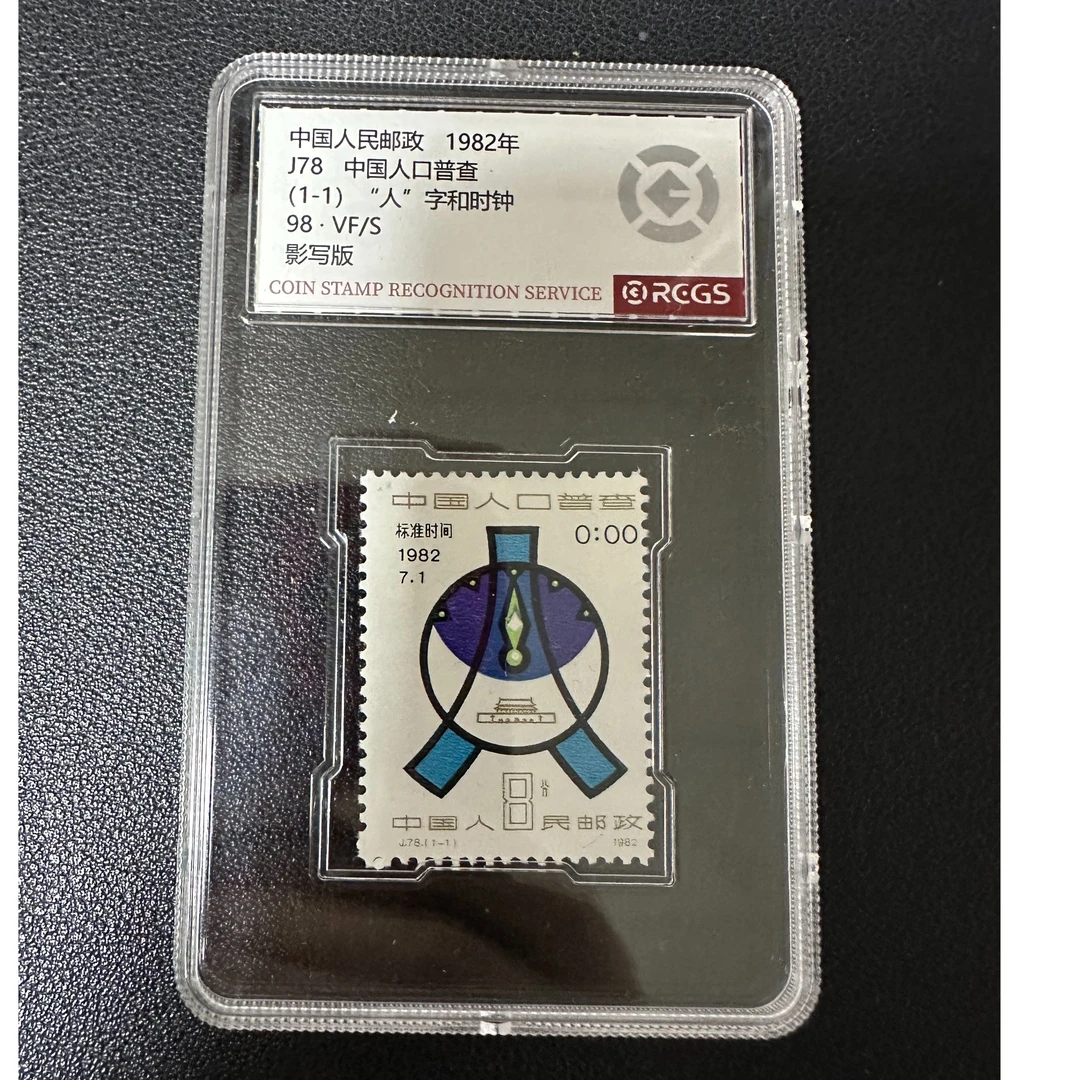 中国人民邮政 1982年
J78 中国人口普查
(1-1) “人”字和时钟
98·VF/S
影写版
COIN STAMP RECOGNITION SERVICE RCGS
中国人口普查
标准时间 0:00
1982
7.1
8分
中国人民邮政
J.78.(1-1) 1982